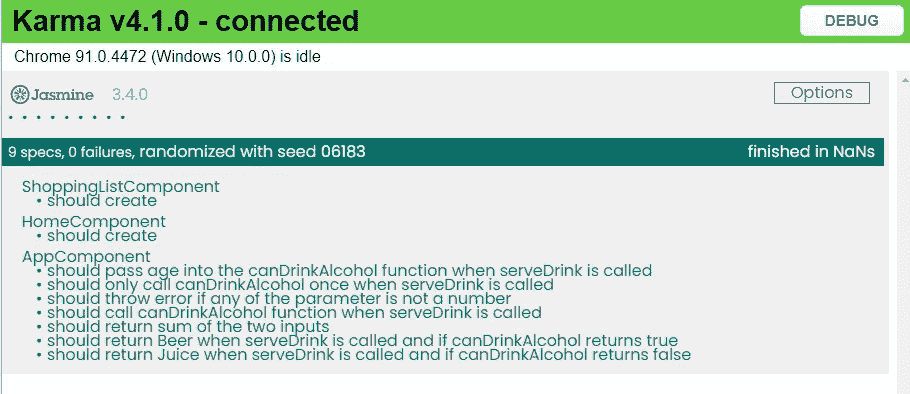 Karma v4.1.0 - connected
DEBUG
Chrome 91.0.4472 (Windows 10.0.0) is idle
Jasmine 3.4.0
Options
• • • • • • • • •
9 specs, 0 failures, randomized with seed 06183
finished in NaNs
ShoppingListComponent
• should create
HomeComponent
• should create
AppComponent
• should pass age into the canDrinkAlcohol function when serveDrink is called
• should only call canDrinkAlcohol once when serveDrink is called
• should throw error if any of the parameter is not a number
• should call canDrinkAlcohol function when serveDrink is called
• should return sum of the two inputs
• should return Beer when serveDrink is called and if canDrinkAlcohol returns true
• should return Juice when serveDrink is called and if canDrinkAlcohol returns false